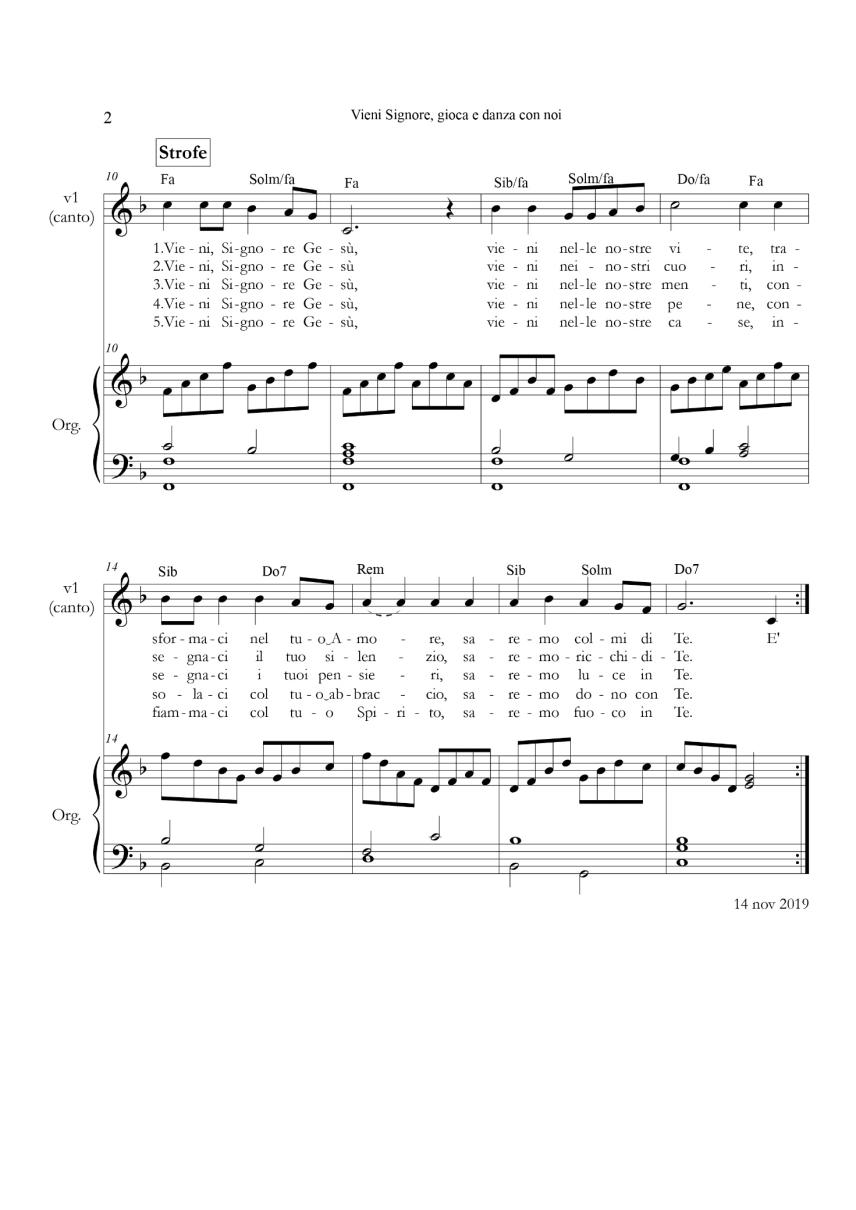 2
Vieni Signore, gioca e danza con noi
Strofe
10
Fa Solm/fa Fa Sib/fa Solm/fa Do/fa Fa
v1
(canto)
1.Vie - ni, Si-gno - re Ge - sù, vie - ni nel-le no-stre vi - te, tra -
2.Vie - ni, Si-gno - re Ge - sù vie - ni nei - no-stri cuo - ri, in -
3.Vie - ni Si-gno - re Ge - sù, vie - ni nel-le no-stre men - ti, con -
4.Vie - ni Si-gno - re Ge - sù, vie - ni nel-le no-stre pe - ne, con -
5.Vie - ni Si-gno - re Ge - sù, vie - ni nel-le no-stre ca - se, in -
10
Org.
14
Sib Do7 Rem Sib Solm Do7
v1
(canto)
sfor - ma - ci nel tu - o‿A - mo - re, sa - re - mo col - mi di Te. E'
se - gna - ci il tuo si - len - zio, sa - re - mo - ric - chi - di - Te.
se - gna - ci i tuoi pen - sie - ri, sa - re - mo lu - ce in Te.
so - la - ci col tu - o‿ab - brac - cio, sa - re - mo do - no con Te.
fiam - ma - ci col tu - o Spi - ri - to, sa - re - mo fuo - co in Te.
14
Org.
14 nov 2019